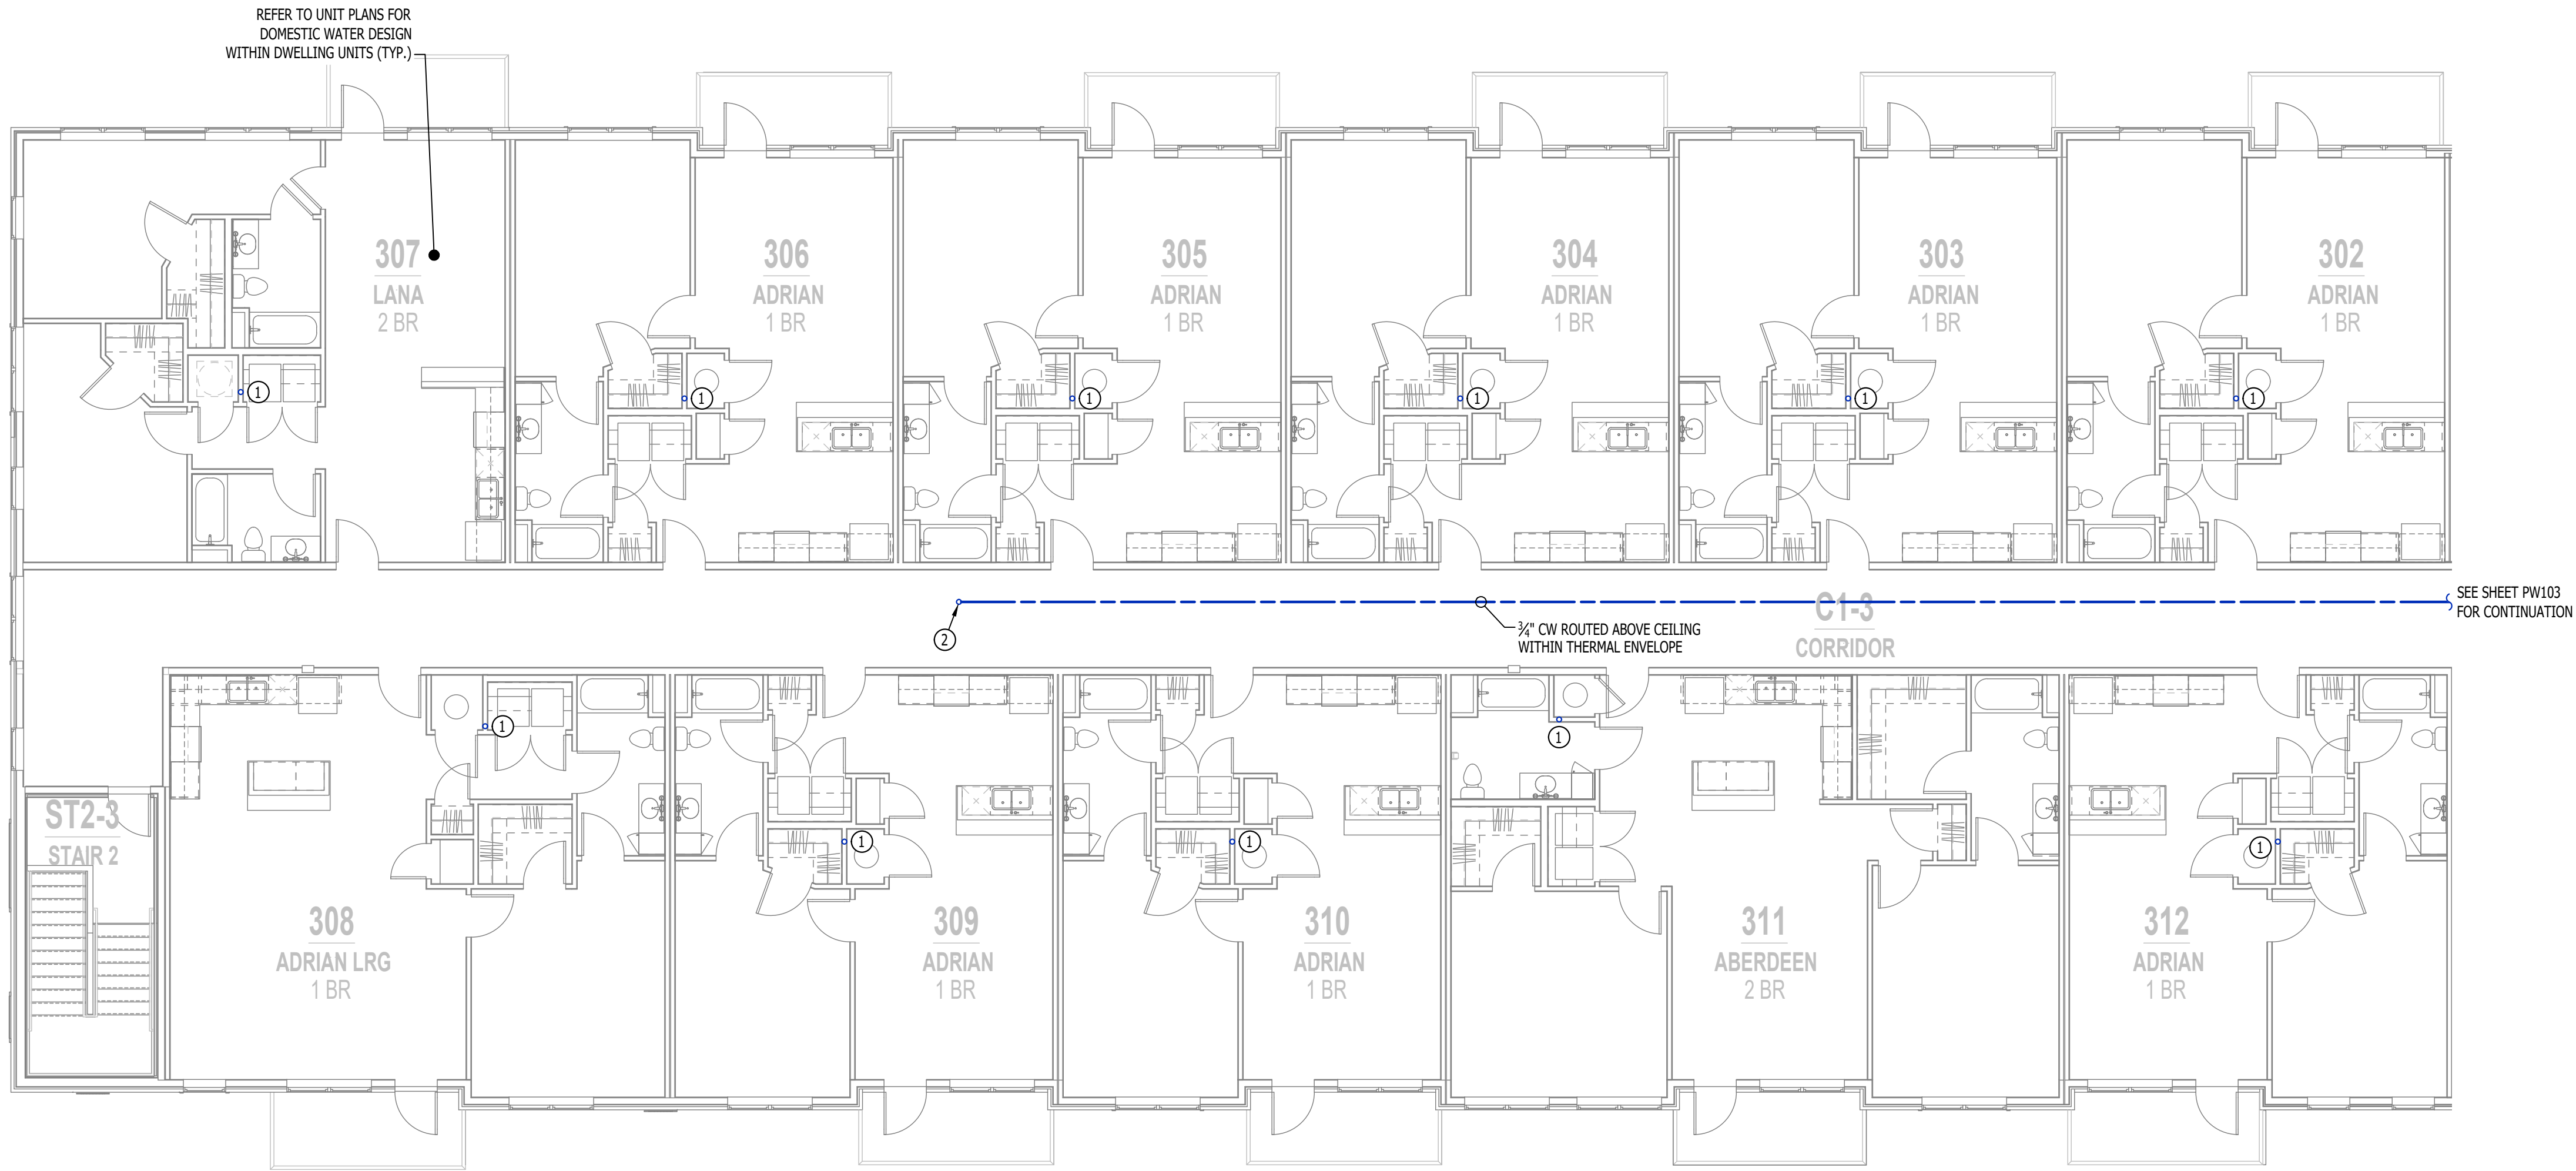 REFER TO UNIT PLANS FOR
DOMESTIC WATER DESIGN
WITHIN DWELLING UNITS (TYP.)
307
LANA
2 BR
306
ADRIAN
1 BR
305
ADRIAN
1 BR
304
ADRIAN
1 BR
303
ADRIAN
1 BR
302
ADRIAN
1 BR
1
1
1
1
1
1
SEE SHEET PW103
FOR CONTINUATION
2
¾" CW ROUTED ABOVE CEILING
WITHIN THERMAL ENVELOPE
C1-3
CORRIDOR
1
1
1
1
1
ST2-3
STAIR 2
308
ADRIAN LRG
1 BR
309
ADRIAN
1 BR
310
ADRIAN
1 BR
311
ABERDEEN
2 BR
312
ADRIAN
1 BR